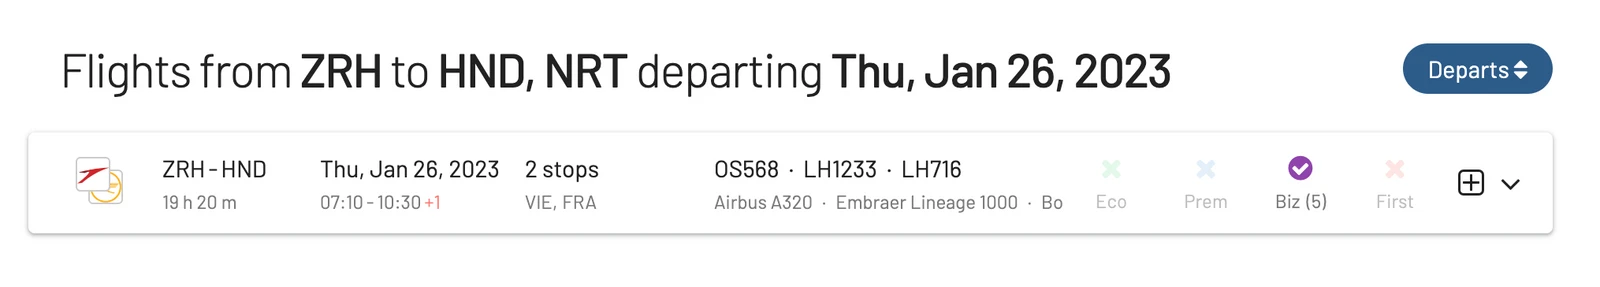 Flights from ZRH to HND, NRT departing Thu, Jan 26, 2023
Departs
ZRH - HND Thu, Jan 26, 2023 2 stops OS568 · LH1233 · LH716
19 h 20 m 07:10 - 10:30 +1 VIE, FRA Airbus A320 · Embraer Lineage 1000 · Bo Eco Prem Biz (5) First